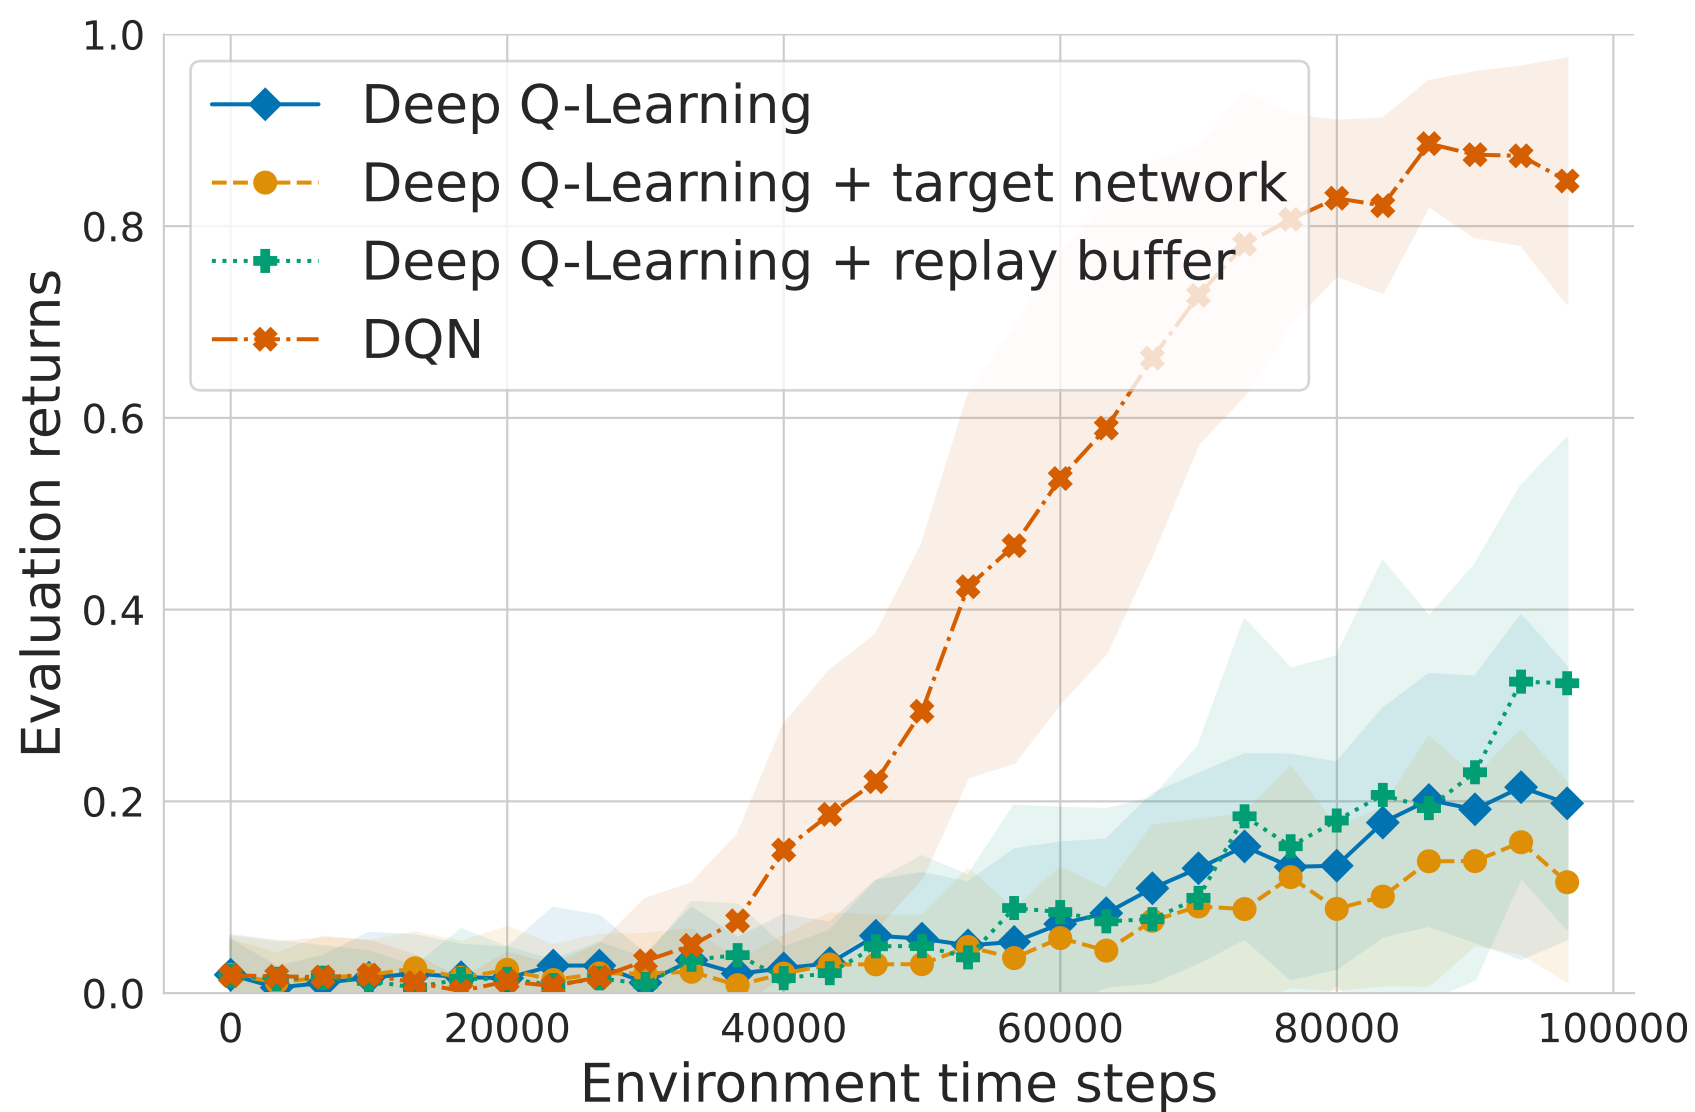 1.0
0.8
0.6
0.4
0.2
0.0
Evaluation returns
Deep Q-Learning
Deep Q-Learning + target network
Deep Q-Learning + replay buffer
DQN
0 20000 40000 60000 80000 100000
Environment time steps